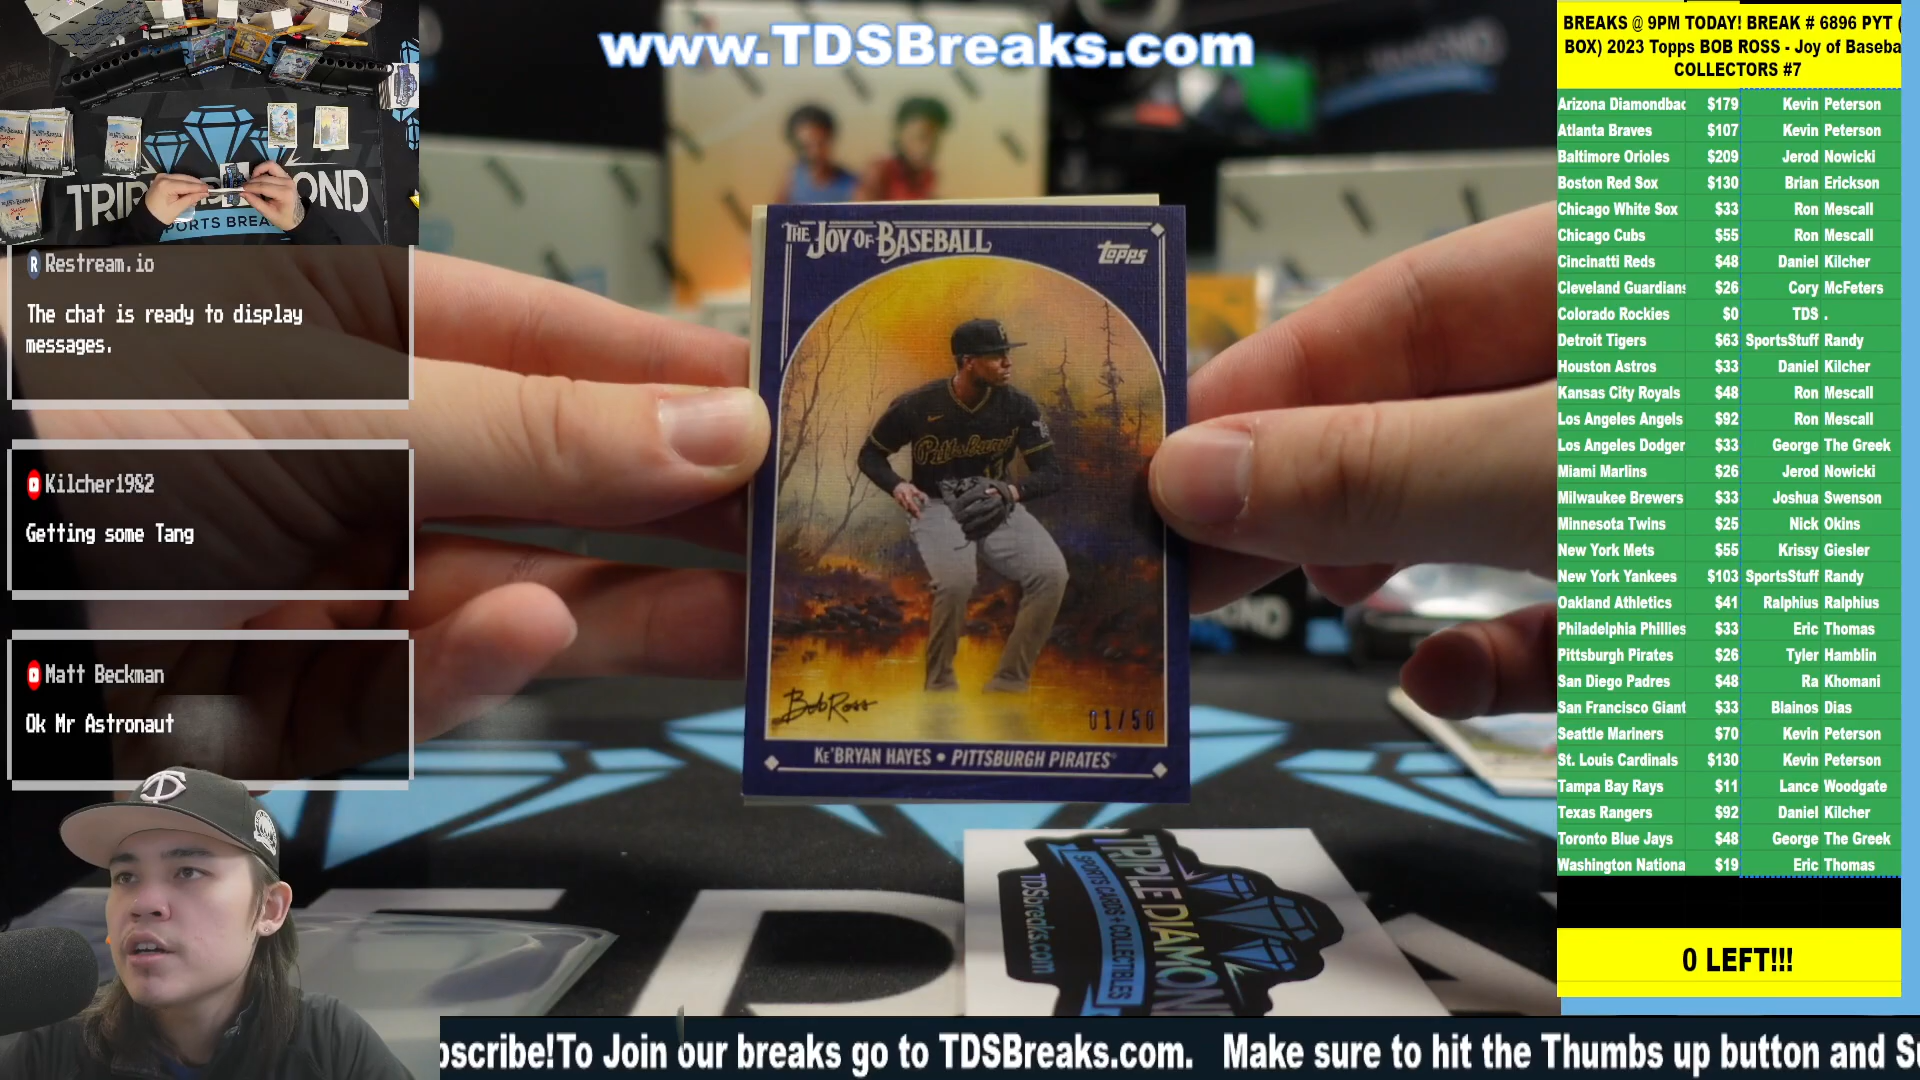 www.TDSBreaks.com
BREAKS @ 9PM TODAY! BREAK # 6896 PYT (
BOX) 2023 Topps BOB ROSS - Joy of Baseba
COLLECTORS #7
Arizona Diamondbac $179 Kevin Peterson
Atlanta Braves $107 Kevin Peterson
Baltimore Orioles $209 Jerod Nowicki
Boston Red Sox $130 Brian Erickson
Chicago White Sox $33 Ron Mescall
Chicago Cubs $55 Ron Mescall
Cincinatti Reds $48 Daniel Kilcher
Cleveland Guardians $26 Cory McFeters
Colorado Rockies $0 TDS .
Detroit Tigers $63 SportsStuff Randy
Houston Astros $33 Daniel Kilcher
Kansas City Royals $48 Ron Mescall
Los Angeles Angels $92 Ron Mescall
Los Angeles Dodger $33 George The Greek
Miami Marlins $26 Jerod Nowicki
Milwaukee Brewers $33 Joshua Swenson
Minnesota Twins $25 Nick Okins
New York Mets $55 Krissy Giesler
New York Yankees $103 SportsStuff Randy
Oakland Athletics $41 Ralphius Ralphius
Philadelphia Phillies $33 Eric Thomas
Pittsburgh Pirates $26 Tyler Hamblin
San Diego Padres $48 Ra Khomani
San Francisco Giant $33 Blainos Dias
Seattle Mariners $70 Kevin Peterson
St. Louis Cardinals $130 Kevin Peterson
Tampa Bay Rays $11 Lance Woodgate
Texas Rangers $92 Daniel Kilcher
Toronto Blue Jays $48 George The Greek
Washington Nationa $19 Eric Thomas
0 LEFT!!!
Restream.io
The chat is ready to display
messages.
Kilcher1982
Getting some Tang
Matt Beckman
Ok Mr Astronaut
THE JOY OF BASEBALL
topps
Pittsburgh
Bob Ross
01/50
KE'BRYAN HAYES • PITTSBURGH PIRATES
TRIPLE DIAMON
SPORTS CARDS + COLLECTIBLES
TDSbreaks.com
OND
PORTS BREA
bscribe!To Join our breaks go to TDSBreaks.com. Make sure to hit the Thumbs up button and Su